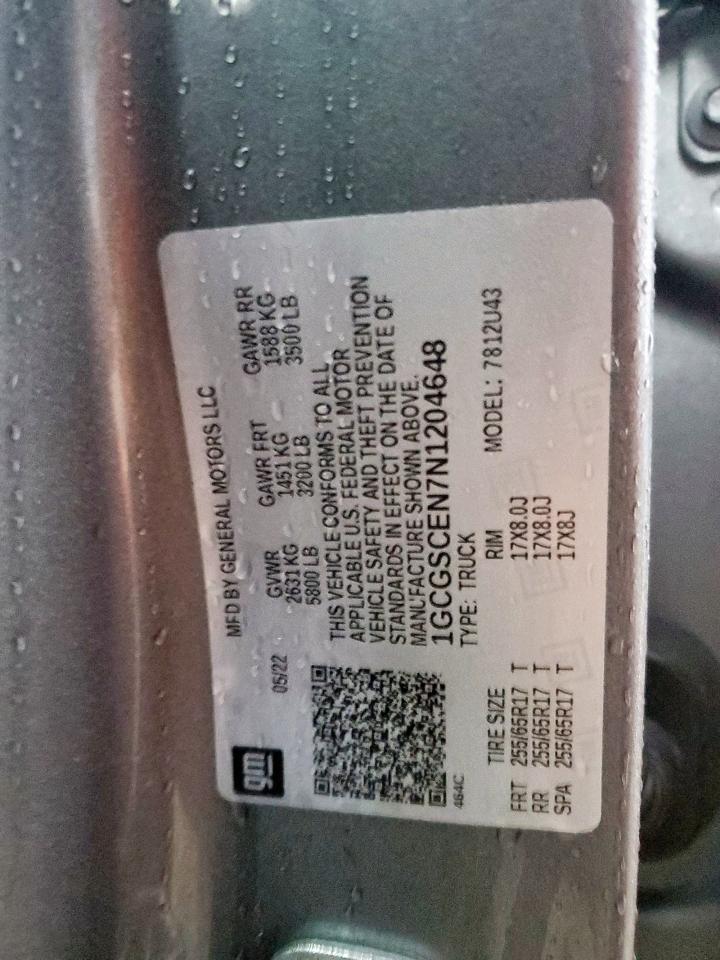 gm
05/22
MFD BY GENERAL MOTORS LLC
GVWR GAWR FRT GAWR RR
2631 KG 1451 KG 1588 KG
5800 LB 3200 LB 3500 LB
THIS VEHICLE CONFORMS TO ALL
APPLICABLE U.S. FEDERAL MOTOR
VEHICLE SAFETY AND THEFT PREVENTION
STANDARDS IN EFFECT ON THE DATE OF
MANUFACTURE SHOWN ABOVE.
1GCGSCEN7N1204648
464C
TYPE: TRUCK MODEL: 7812U43
TIRE SIZE RIM
FRT 255/65R17 T 17X8.0J
RR 255/65R17 T 17X8.0J
SPA 255/65R17 T 17X8J